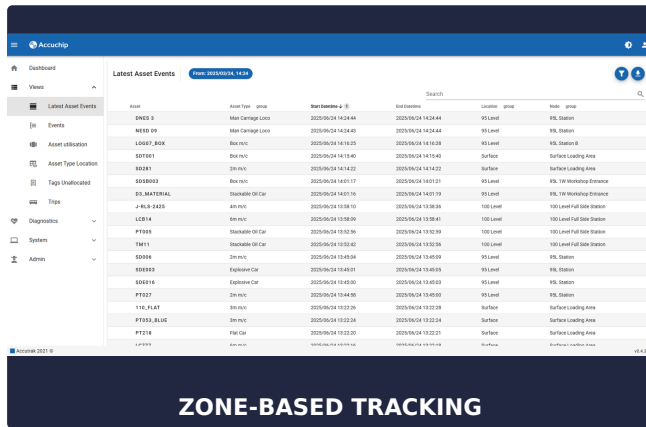 Accuchip
Dashboard
Views
Latest Asset Events
Events
Asset utilisation
Asset Type Location
Tags Unallocated
Trips
Diagnostics
System
Admin
Latest Asset Events From: 2025/03/24, 14:24
Search
Asset Asset Type group Start Datetime ↓ 1 End Datetime Location group Node group
DNES 3 Man Carriage Loco 2025/06/24 14:24:44 2025/06/24 14:24:44 95 Level 95L Station
NESD 09 Man Carriage Loco 2025/06/24 14:24:43 2025/06/24 14:24:44 95 Level 95L Station
LOG07_BOX Box m/c 2025/06/24 14:16:25 2025/06/24 14:16:28 95 Level 95L Station B
SDT001 Box m/c 2025/06/24 14:15:40 2025/06/24 14:15:40 Surface Surface Loading Area
SD281 2m m/c 2025/06/24 14:14:22 2025/06/24 14:14:22 Surface Surface Loading Area
SDSB003 Box m/c 2025/06/24 14:01:17 2025/06/24 14:01:21 95 Level 95L 1W Workshop Entrance
D3_MATERIAL Stackable Oil Car 2025/06/24 14:01:16 2025/06/24 14:01:19 95 Level 95L 1W Workshop Entrance
J-RLS-2425 4m m/c 2025/06/24 13:58:10 2025/06/24 13:58:36 100 Level 100 Level Full Side Station
LCB14 6m m/c 2025/06/24 13:58:09 2025/06/24 13:58:41 100 Level 100 Level Full Side Station
PT005 Stackable Oil Car 2025/06/24 13:52:56 2025/06/24 13:52:59 100 Level 100 Level Full Side Station
TM11 Stackable Oil Car 2025/06/24 13:52:42 2025/06/24 13:52:56 100 Level 100 Level Full Side Station
SD006 2m m/c 2025/06/24 13:45:04 2025/06/24 13:45:09 95 Level 95L Station
SDE003 Explosive Car 2025/06/24 13:45:01 2025/06/24 13:45:05 95 Level 95L Station
SDE016 Explosive Car 2025/06/24 13:45:00 2025/06/24 13:45:03 95 Level 95L Station
PT027 2m m/c 2025/06/24 13:44:58 2025/06/24 13:45:00 95 Level 95L Station
110_FLAT 3m m/c 2025/06/24 13:22:26 2025/06/24 13:22:28 Surface Surface Loading Area
PT053_BLUE 3m m/c 2025/06/24 13:22:24 2025/06/24 13:22:24 Surface Surface Loading Area
PT218 Flat Car 2025/06/24 13:22:20 2025/06/24 13:22:21 Surface Surface Loading Area
Accutrak 2021 ©
ZONE-BASED TRACKING